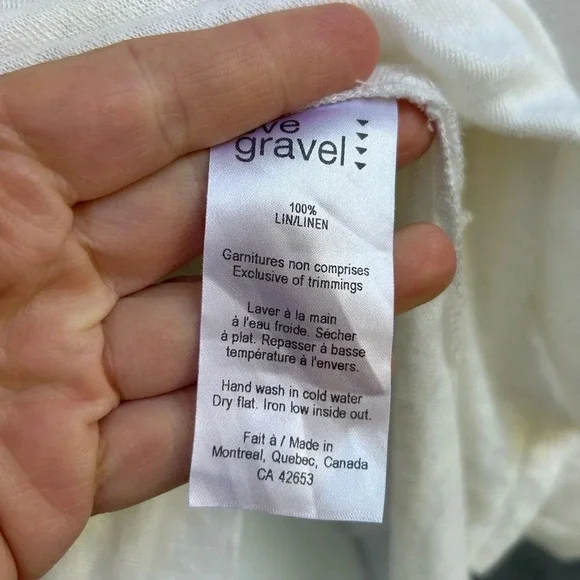 eve
gravel
100%
LIN/LINEN
Garnitures non comprises
Exclusive of trimmings
Laver à la main
à l'eau froide. Sécher
à plat. Repasser à basse
température à l'envers.
Hand wash in cold water
Dry flat. Iron low inside out.
Fait à / Made in
Montreal, Quebec, Canada
CA 42653